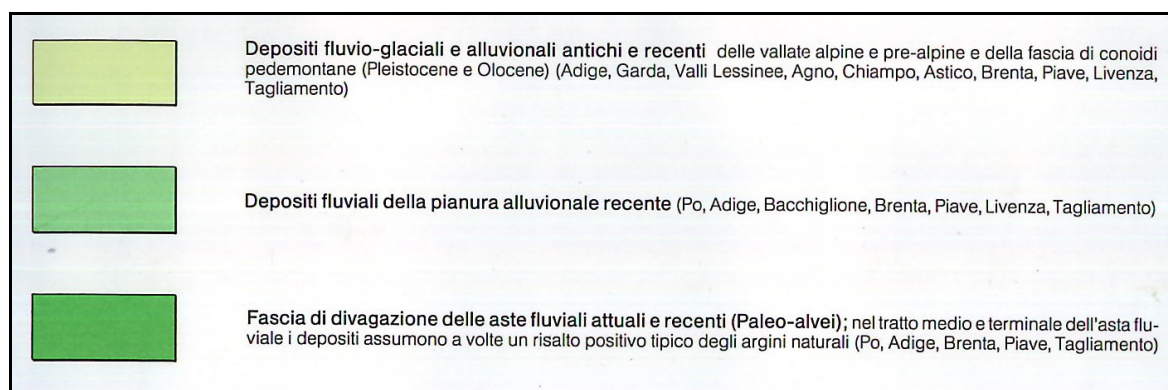 Depositi fluvio-glaciali e alluvionali antichi e recenti delle vallate alpine e pre-alpine e della fascia di conoidi
pedemontane (Pleistocene e Olocene) (Adige, Garda, Valli Lessinee, Agno, Chiampo, Astico, Brenta, Piave, Livenza,
Tagliamento)
Depositi fluviali della pianura alluvionale recente (Po, Adige, Bacchiglione, Brenta, Piave, Livenza, Tagliamento)
Fascia di divagazione delle aste fluviali attuali e recenti (Paleo-alvei); nel tratto medio e terminale dell'asta flu-
viale i depositi assumono a volte un risalto positivo tipico degli argini naturali (Po, Adige, Brenta, Piave, Tagliamento)